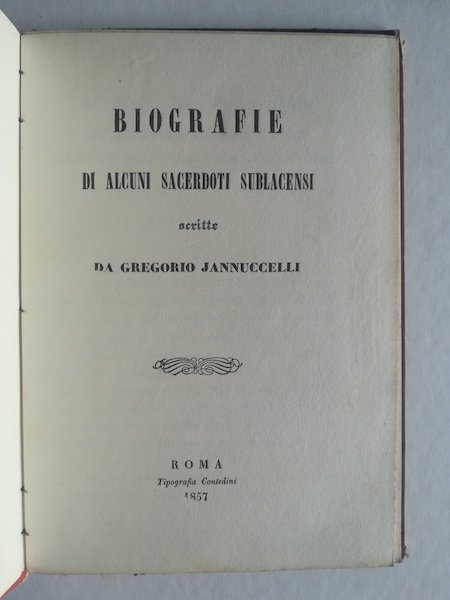 BIOGRAFIE
DI ALCUNI SACERDOTI SUBLACENSI
scritte
DA GREGORIO JANNUCCELLI
ROMA
Tipografia Contedini
1857